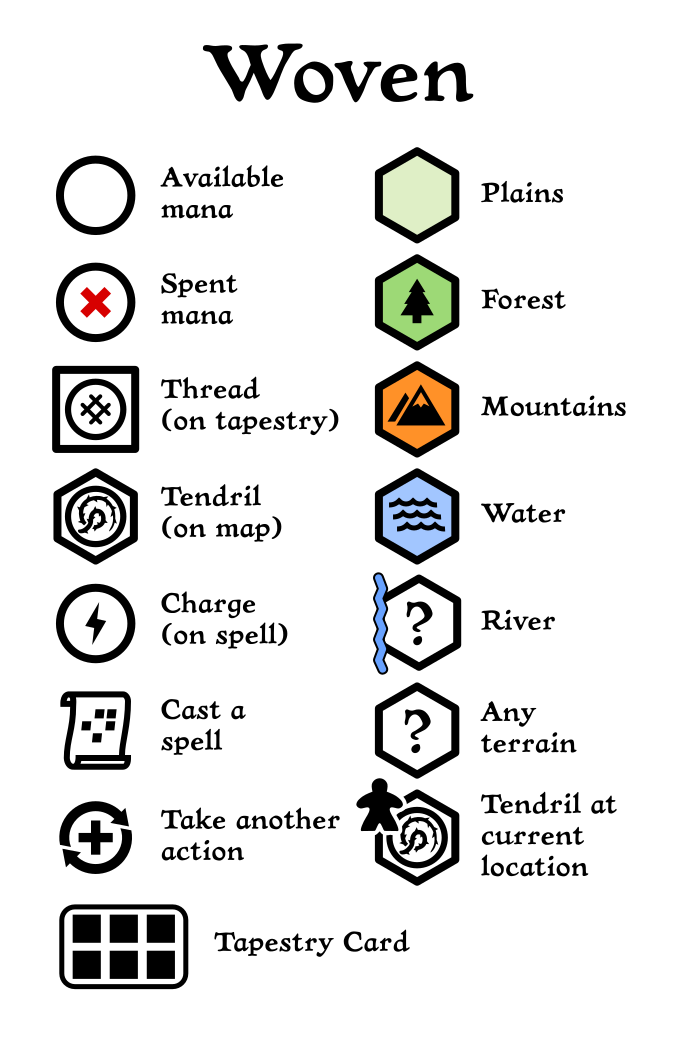 Woven
Available
mana
Spent
mana
Thread
(on tapestry)
Tendril
(on map)
Charge
(on spell)
Cast a
spell
Take another
action
Tapestry Card
Plains
Forest
Mountains
Water
?
River
?
Any
terrain
Tendril at
current
location